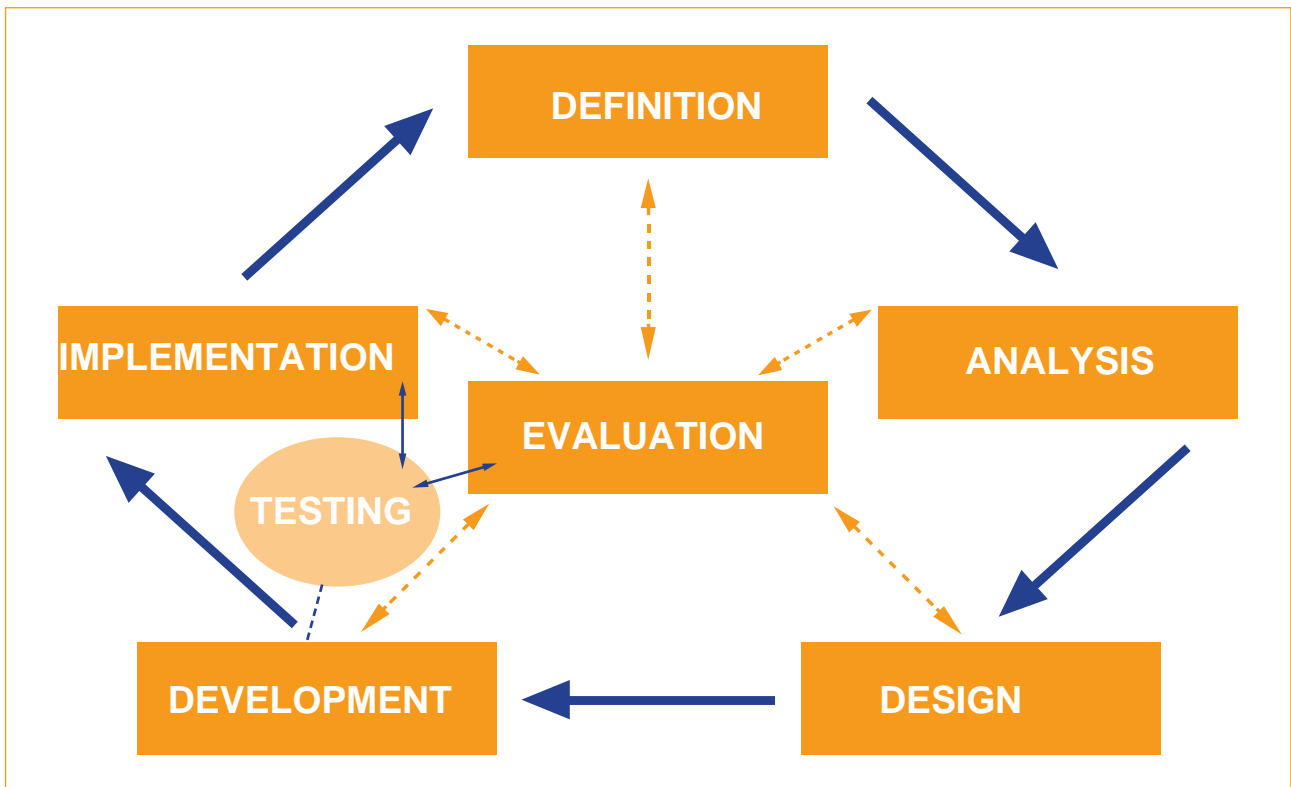 DEFINITION
IMPLEMENTATION
ANALYSIS
EVALUATION
TESTING
DEVELOPMENT
DESIGN